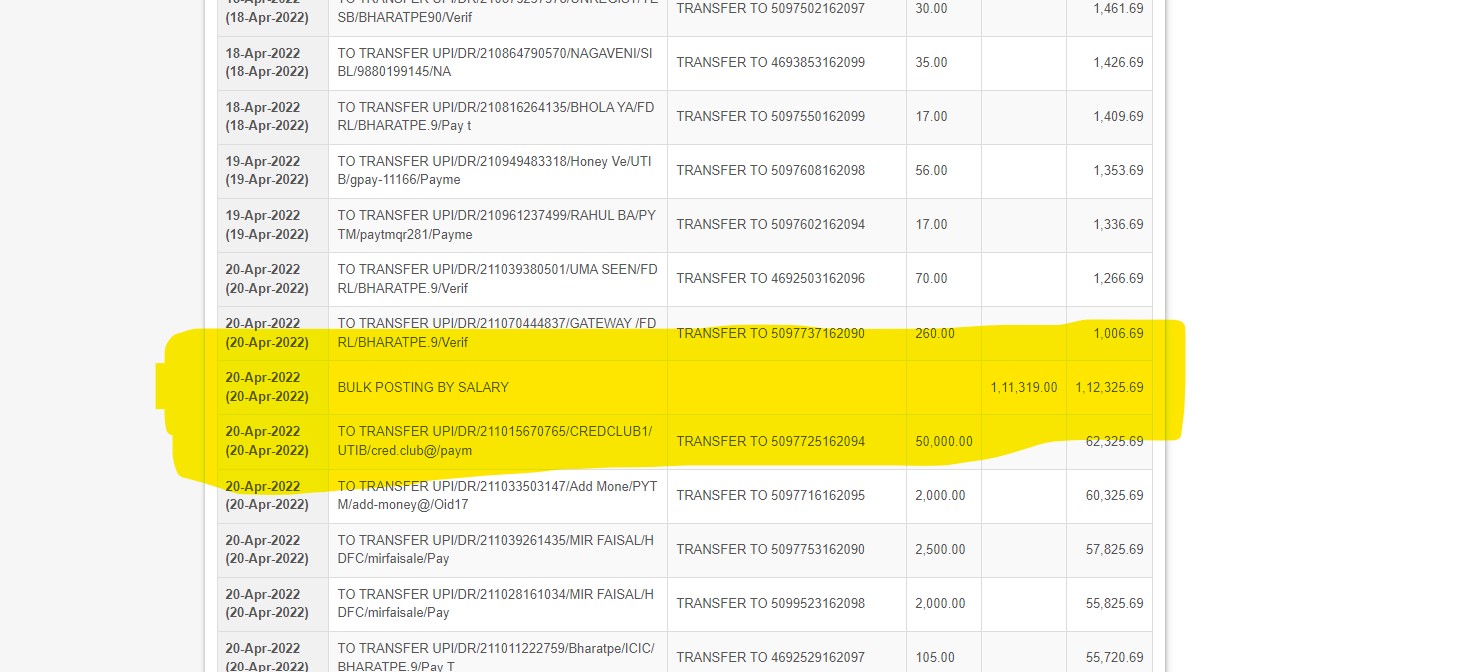 (18-Apr-2022) SB/BHARATPE90/Verif TRANSFER TO 5097502162097 30.00 1,461.69
18-Apr-2022 TO TRANSFER UPI/DR/210864790570/NAGAVENI/SI
(18-Apr-2022) BL/9880199145/NA TRANSFER TO 4693853162099 35.00 1,426.69
18-Apr-2022 TO TRANSFER UPI/DR/210816264135/BHOLA YA/FD
(18-Apr-2022) RL/BHARATPE.9/Pay t TRANSFER TO 5097550162099 17.00 1,409.69
19-Apr-2022 TO TRANSFER UPI/DR/210949483318/Honey Ve/UTI
(19-Apr-2022) B/gpay-11166/Payme TRANSFER TO 5097608162098 56.00 1,353.69
19-Apr-2022 TO TRANSFER UPI/DR/210961237499/RAHUL BA/PY
(19-Apr-2022) TM/paytmqr281/Payme TRANSFER TO 5097602162094 17.00 1,336.69
20-Apr-2022 TO TRANSFER UPI/DR/211039380501/UMA SEEN/FD
(20-Apr-2022) RL/BHARATPE.9/Verif TRANSFER TO 4692503162096 70.00 1,266.69
20-Apr-2022 TO TRANSFER UPI/DR/211070444837/GATEWAY /FD
(20-Apr-2022) RL/BHARATPE.9/Verif TRANSFER TO 5097737162090 260.00 1,006.69
20-Apr-2022
(20-Apr-2022) BULK POSTING BY SALARY 1,11,319.00 1,12,325.69
20-Apr-2022 TO TRANSFER UPI/DR/211015670765/CREDCLUB1/
(20-Apr-2022) UTIB/cred.club@/paym TRANSFER TO 5097725162094 50,000.00 62,325.69
20-Apr-2022 TO TRANSFER UPI/DR/211033503147/Add Mone/PYT
(20-Apr-2022) M/add-money@/Oid17 TRANSFER TO 5097716162095 2,000.00 60,325.69
20-Apr-2022 TO TRANSFER UPI/DR/211039261435/MIR FAISAL/H
(20-Apr-2022) DFC/mirfaisale/Pay TRANSFER TO 5097753162090 2,500.00 57,825.69
20-Apr-2022 TO TRANSFER UPI/DR/211028161034/MIR FAISAL/H
(20-Apr-2022) DFC/mirfaisale/Pay TRANSFER TO 5099523162098 2,000.00 55,825.69
20-Apr-2022 TO TRANSFER UPI/DR/211011222759/Bharatpe/ICIC/
(20-Apr-2022) BHARATPE.9/Pay T TRANSFER TO 4692529162097 105.00 55,720.69